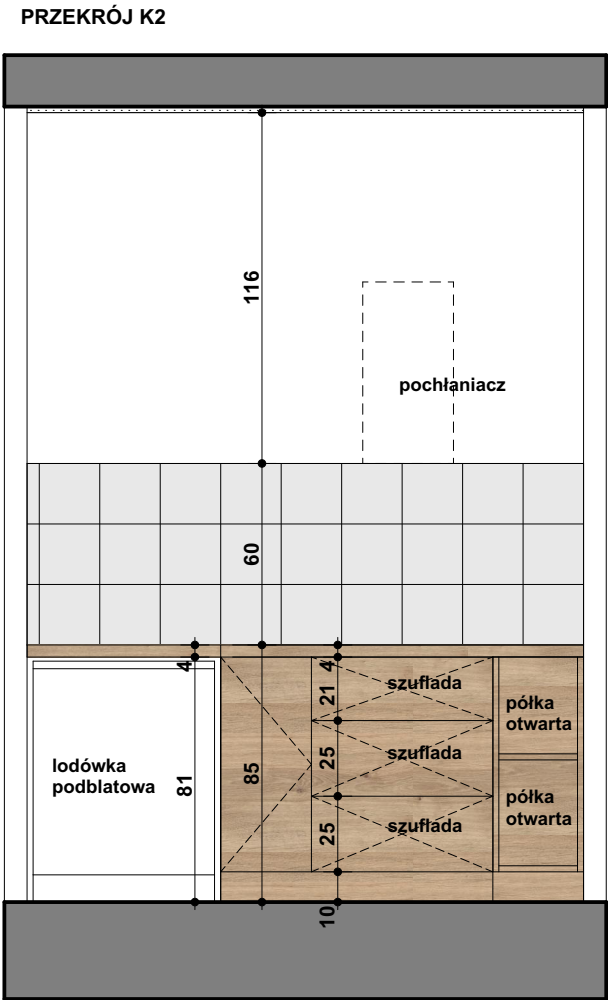 PRZEKRÓJ K2
116
pochłaniacz
60
4
4
szuflada
21
półka
otwarta
szuflada
25
lodówka
podblatowa
81
85
półka
otwarta
szuflada
25
10